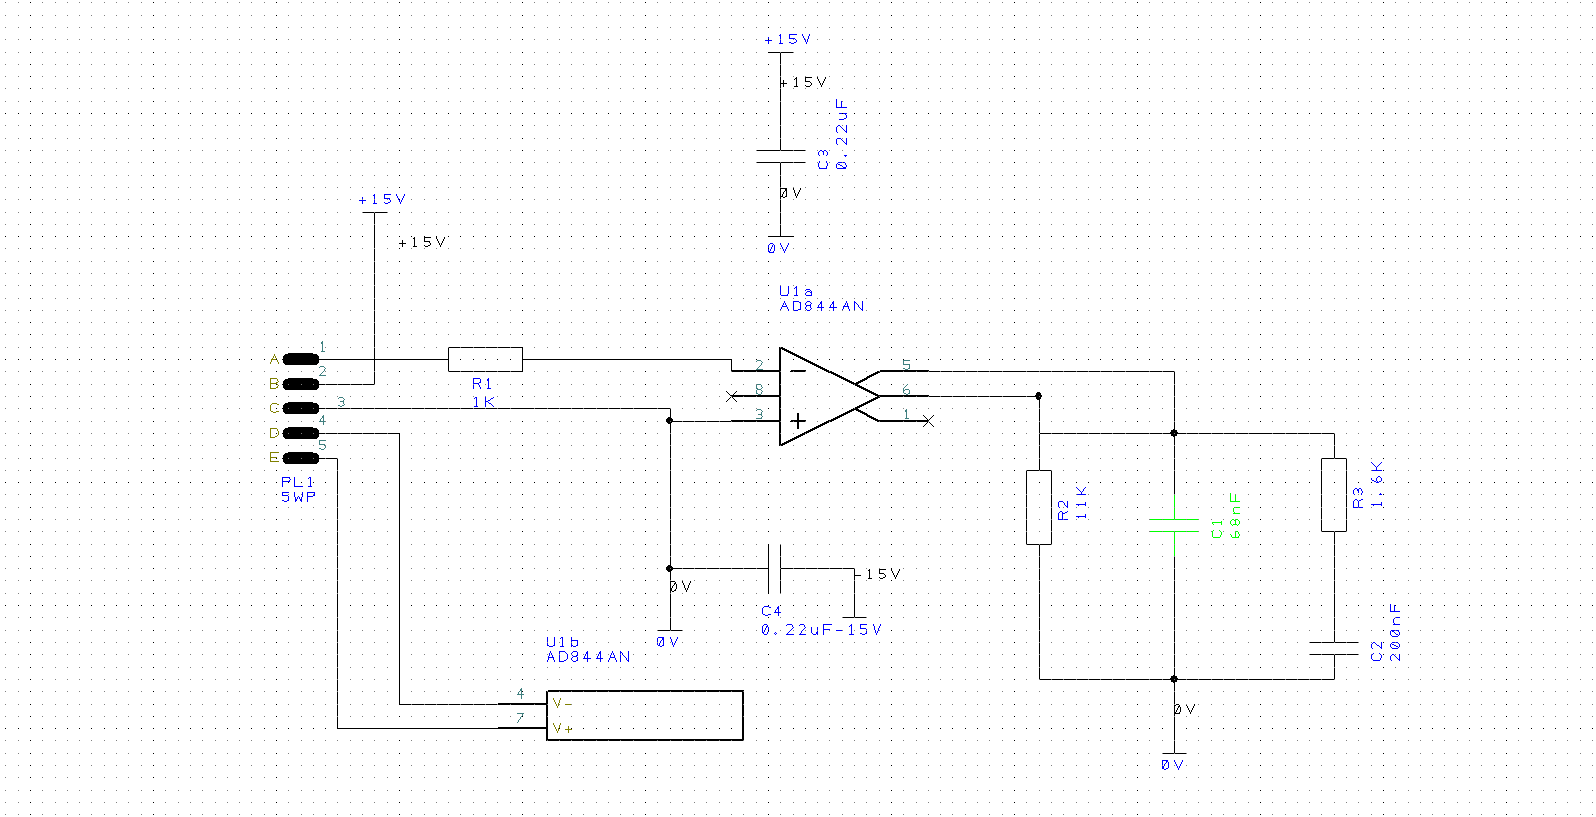 +15V
+15V
C3
0.22uF
0V
0V
+15V
+15V
U1a
AD844AN
A
1
B
2
C
3
D
4
E
5
PL1
5WP
R1
1K
2
8
3
−
+
5
6
1
R2
11K
C1
68nF
R3
1.6K
C2
200nF
0V
0V
0V
0V
-15V
C4
0.22uF-15V
U1b
AD844AN
4
7
V-
V+